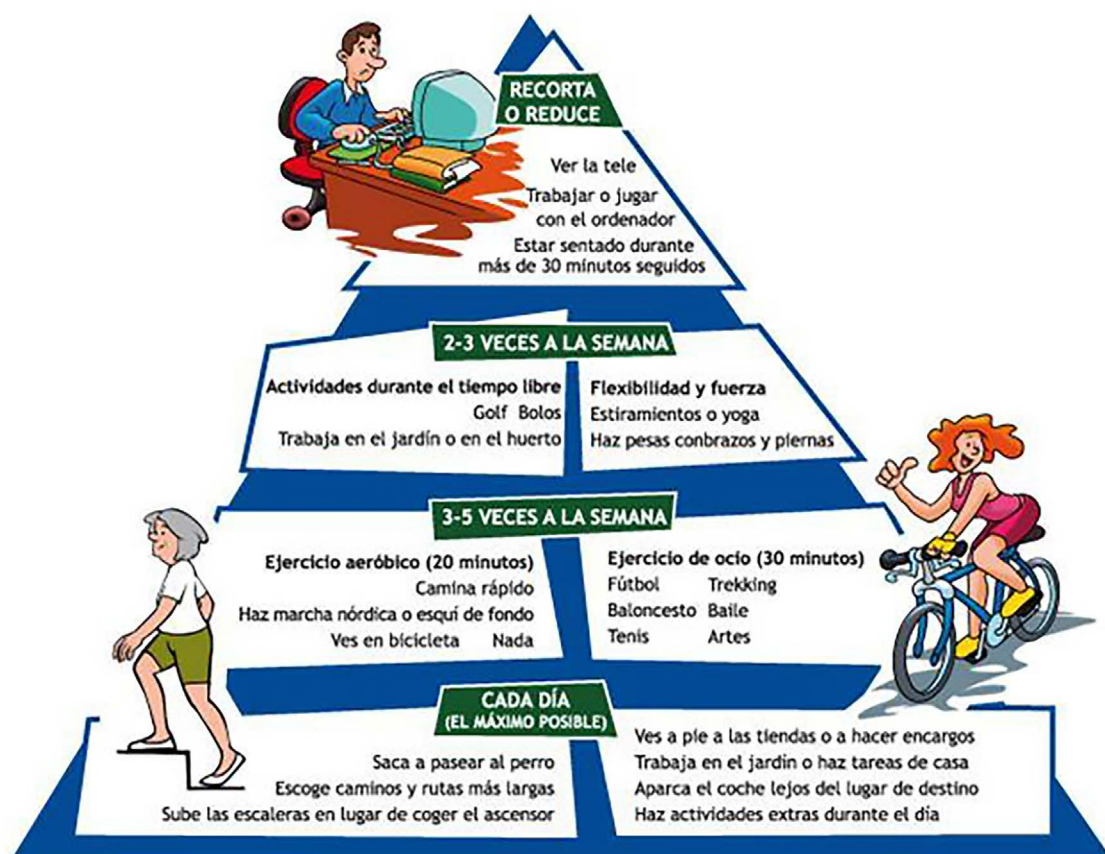 RECORTA
O REDUCE
Ver la tele
Trabajar o jugar
con el ordenador
Estar sentado durante
más de 30 minutos seguidos
2-3 VECES A LA SEMANA
Actividades durante el tiempo libre
Golf Bolos
Trabaja en el jardín o en el huerto
Flexibilidad y fuerza
Estiramientos o yoga
Haz pesas conbrazos y piernas
3-5 VECES A LA SEMANA
Ejercicio aeróbico (20 minutos)
Camina rápido
Haz marcha nórdica o esquí de fondo
Ves en bicicleta Nada
Ejercicio de ocio (30 minutos)
Fútbol Trekking
Baloncesto Baile
Tenis Artes
CADA DÍA
(EL MÁXIMO POSIBLE)
Saca a pasear al perro
Escoge caminos y rutas más largas
Sube las escaleras en lugar de coger el ascensor
Ves a pie a las tiendas o a hacer encargos
Trabaja en el jardín o haz tareas de casa
Aparca el coche lejos del lugar de destino
Haz actividades extras durante el día